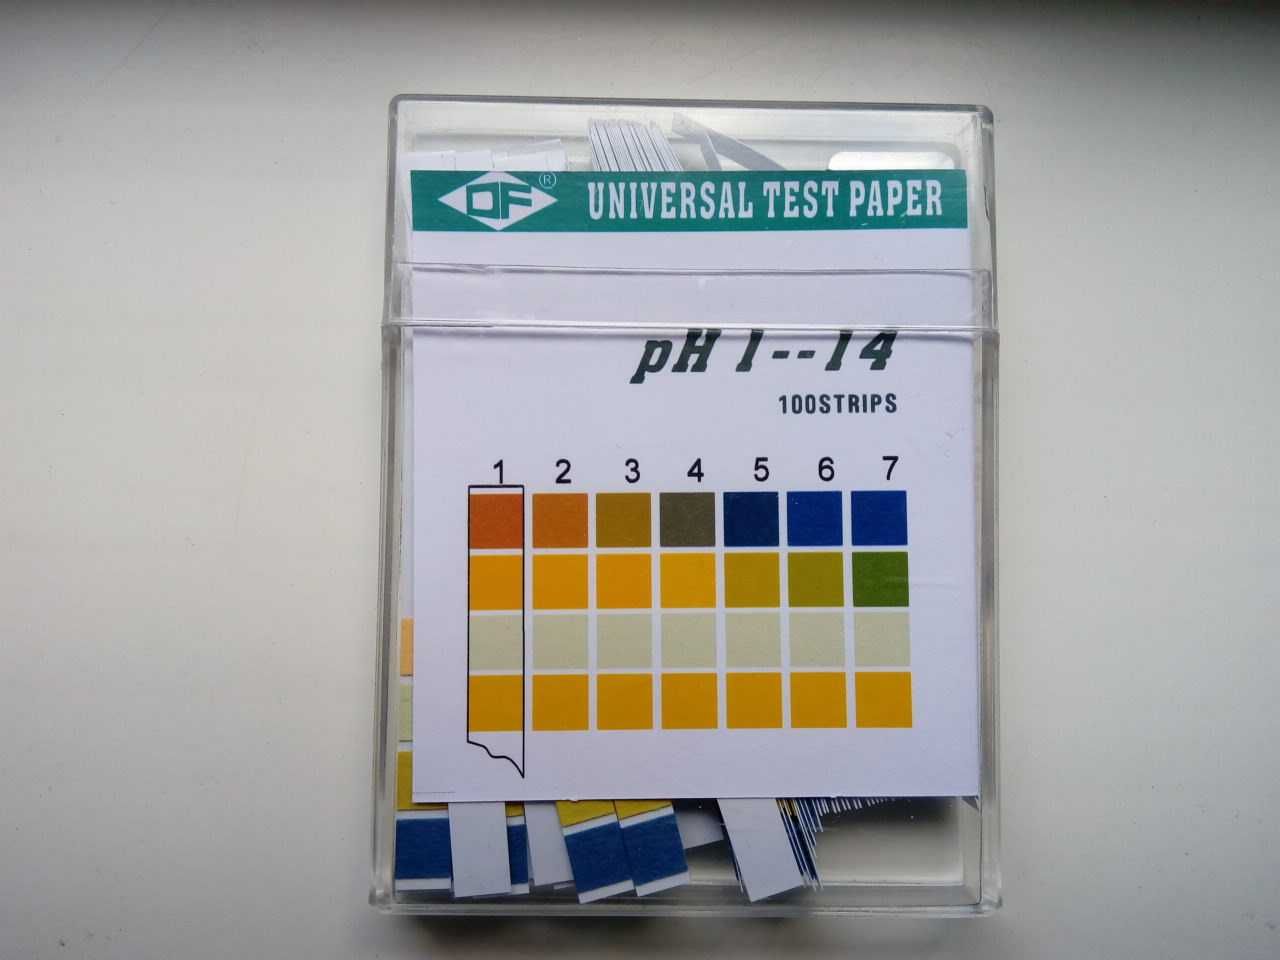 DF ® UNIVERSAL TEST PAPER
pH 1--14
100STRIPS
1 2 3 4 5 6 7